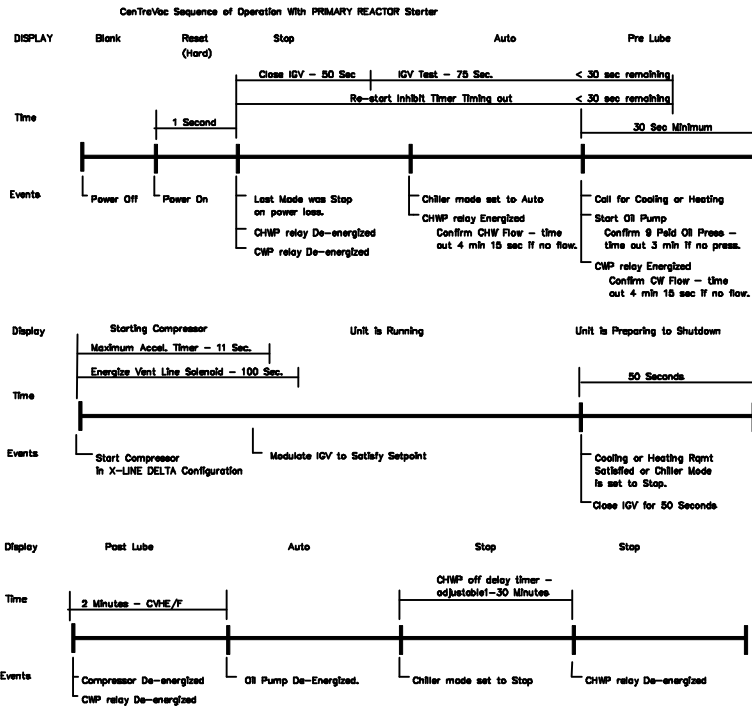 CenTraVac Sequence of Operation With PRIMARY REACTOR Starter
DISPLAY Blank Reset Stop Auto Pre Lube
(Hard)
Close IGV - 50 Sec IGV Test - 75 Sec. < 30 sec remaining
Re-start Inhibit Timer Timing out < 30 sec remaining
Time
1 Second 30 Sec Minimum
Events
Power Off
Power On
Last Mode was Stop
on power loss.
CHWP relay De-energized
CWP relay De-energized
Chiller mode set to Auto
CHWP relay Energized
Confirm CHW Flow - time
out 4 min 15 sec if no flow.
Call for Cooling or Heating
Start Oil Pump
Confirm 9 Psid Oil Press -
time out 3 min if no press.
CWP relay Energized
Confirm CW Flow - time
out 4 min 15 sec if no flow.
Display Starting Compressor Unit is Running Unit is Preparing to Shutdown
Maximum Accel. Timer - 11 Sec.
Energize Vent Line Solenoid - 100 Sec. 50 Seconds
Time
Events
Start Compressor
in X-LINE DELTA Configuration
Modulate IGV to Satisfy Setpoint
Cooling or Heating Rqmt
Satisfied or Chiller Mode
is set to Stop.
Close IGV for 50 Seconds
Display Post Lube Auto Stop Stop
CHWP off delay timer -
adjustable1-30 Minutes
Time
2 Minutes - CVHE/F
Events
Compressor De-energized
CWP relay De-energized
Oil Pump De-Energized.
Chiller mode set to Stop
CHWP relay De-energized